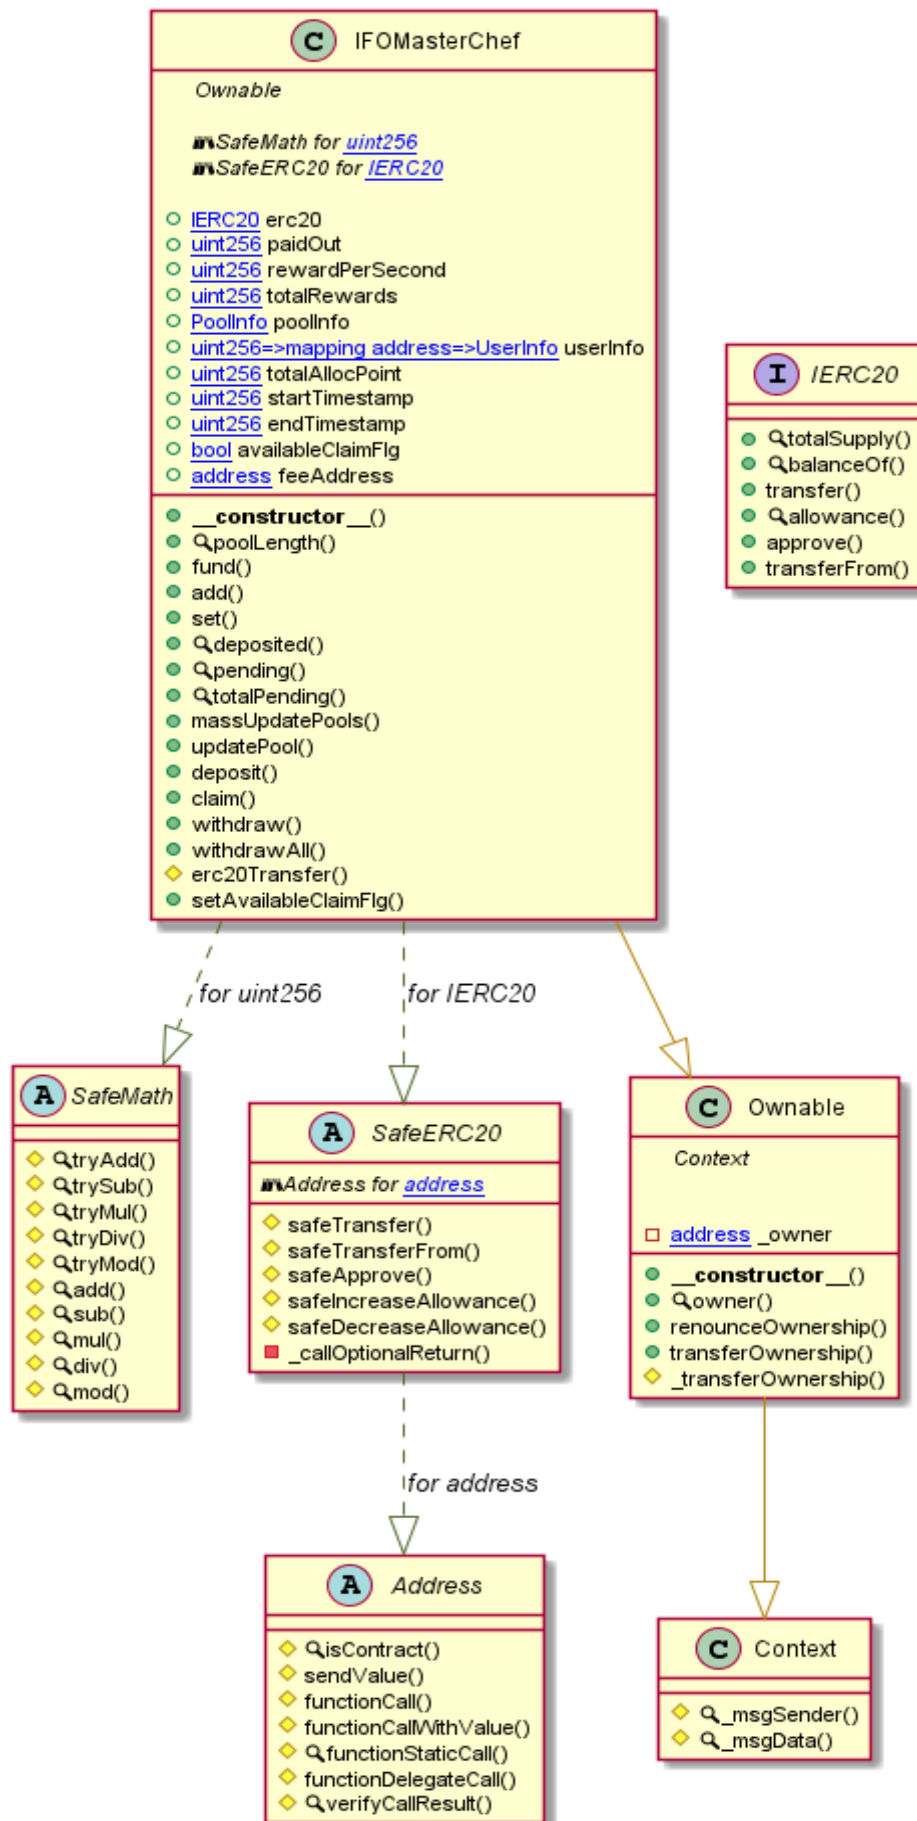 C IFOMasterChef
Ownable
SafeMath for uint256
SafeERC20 for IERC20
IERC20 erc20
uint256 paidOut
uint256 rewardPerSecond
uint256 totalRewards
PoolInfo poolInfo
uint256=>mapping address=>UserInfo userInfo
uint256 totalAllocPoint
uint256 startTimestamp
uint256 endTimestamp
bool availableClaimFlg
address feeAddress
__constructor__()
poolLength()
fund()
add()
set()
deposited()
pending()
totalPending()
massUpdatePools()
updatePool()
deposit()
claim()
withdraw()
withdrawAll()
erc20Transfer()
setAvailableClaimFlg()
I IERC20
totalSupply()
balanceOf()
transfer()
allowance()
approve()
transferFrom()
for uint256
for IERC20
A SafeMath
tryAdd()
trySub()
tryMul()
tryDiv()
tryMod()
add()
sub()
mul()
div()
mod()
A SafeERC20
Address for address
safeTransfer()
safeTransferFrom()
safeApprove()
safeIncreaseAllowance()
safeDecreaseAllowance()
_callOptionalReturn()
C Ownable
Context
address _owner
__constructor__()
owner()
renounceOwnership()
transferOwnership()
_transferOwnership()
for address
A Address
isContract()
sendValue()
functionCall()
functionCallWithValue()
functionStaticCall()
functionDelegateCall()
verifyCallResult()
C Context
_msgSender()
_msgData()